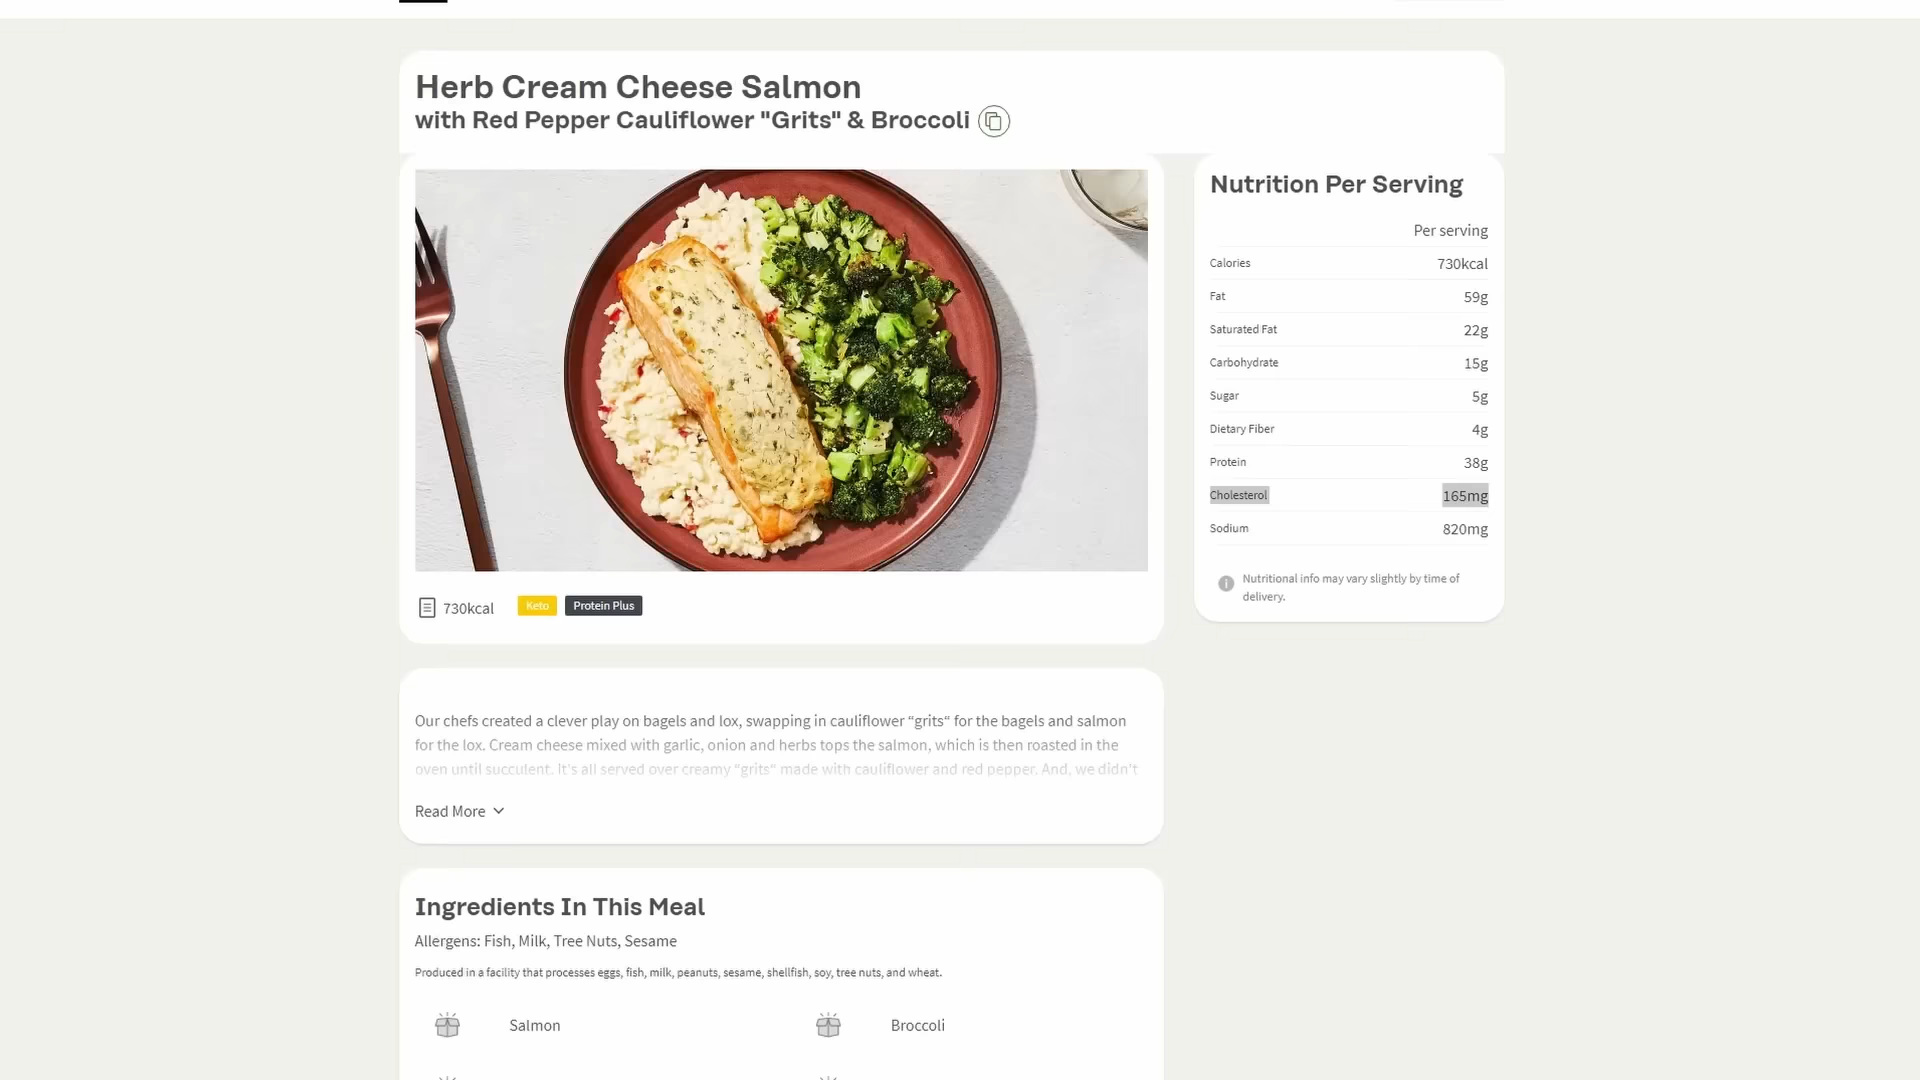 Herb Cream Cheese Salmon
with Red Pepper Cauliflower "Grits" & Broccoli
730kcal
Keto
Protein Plus
Nutrition Per Serving
Per serving
Calories 730kcal
Fat 59g
Saturated Fat 22g
Carbohydrate 15g
Sugar 5g
Dietary Fiber 4g
Protein 38g
Cholesterol 165mg
Sodium 820mg
Nutritional info may vary slightly by time of
delivery.
Our chefs created a clever play on bagels and lox, swapping in cauliflower “grits“ for the bagels and salmon
for the lox. Cream cheese mixed with garlic, onion and herbs tops the salmon, which is then roasted in the
oven until succulent. It's all served over creamy “grits“ made with cauliflower and red pepper. And, we didn't
Read More
Ingredients In This Meal
Allergens: Fish, Milk, Tree Nuts, Sesame
Produced in a facility that processes eggs, fish, milk, peanuts, sesame, shellfish, soy, tree nuts, and wheat.
Salmon
Broccoli